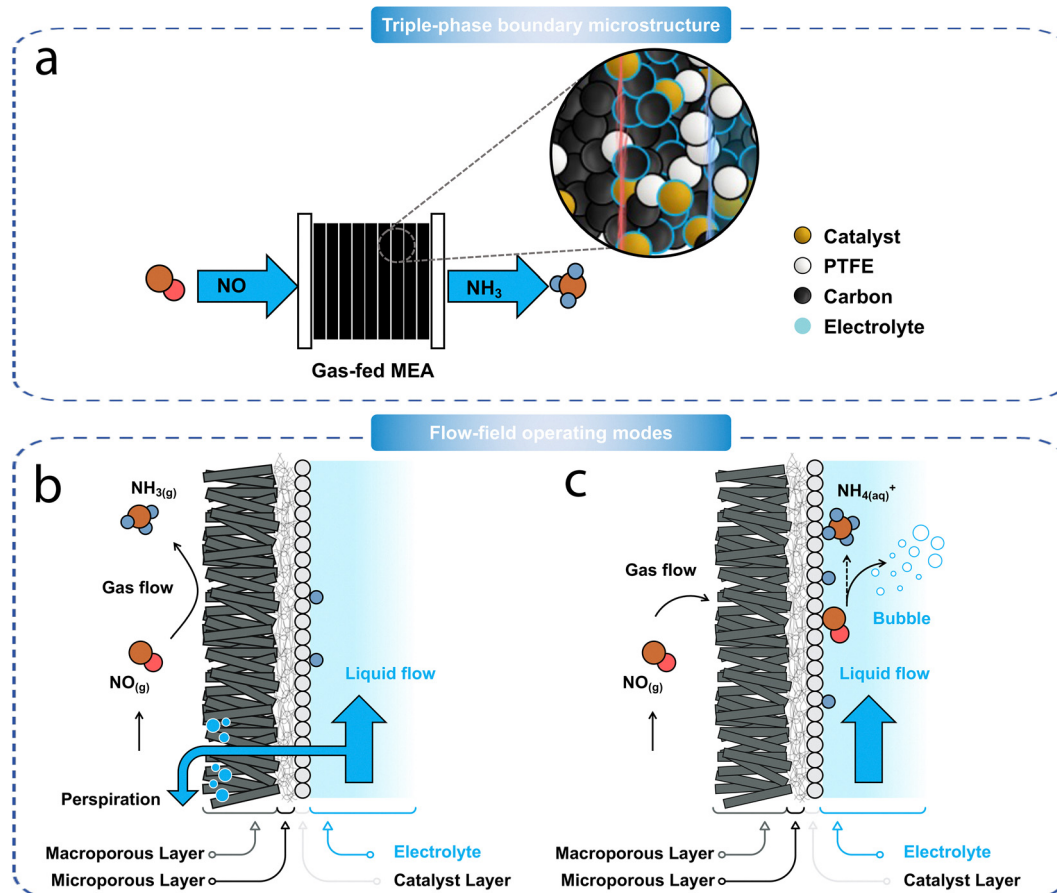 Triple-phase boundary microstructure
a
NO
NH₃
Gas-fed MEA
Catalyst
PTFE
Carbon
Electrolyte
Flow-field operating modes
b
NH₃₍g₎
Gas flow
NO₍g₎
Liquid flow
Perspiration
Macroporous Layer
Microporous Layer
Electrolyte
Catalyst Layer
c
NH₄₍aq₎⁺
Gas flow
Bubble
NO₍g₎
Liquid flow
Macroporous Layer
Microporous Layer
Electrolyte
Catalyst Layer